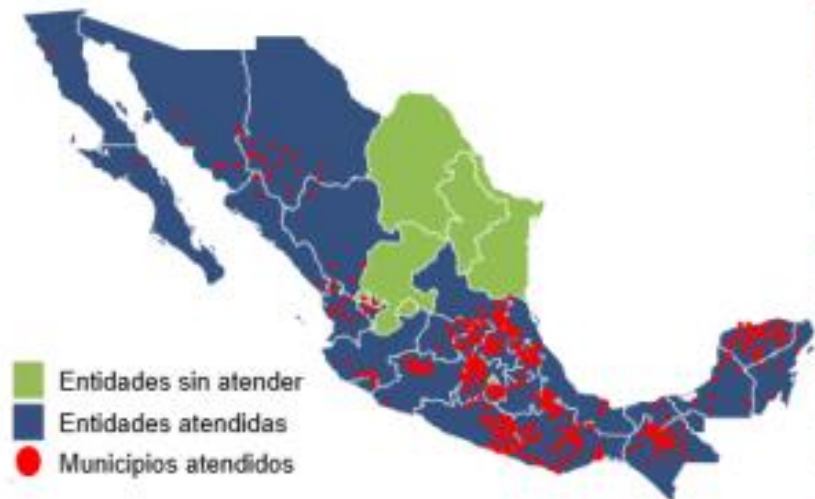 Entidades sin atender
Entidades atendidas
Municipios atendidos